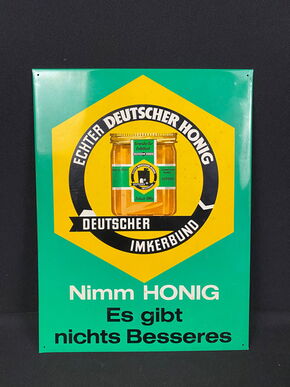 ECHTER DEUTSCHER HONIG
DEUTSCHER
IMKERBUND
Nimm HONIG
Es gibt
nichts Besseres